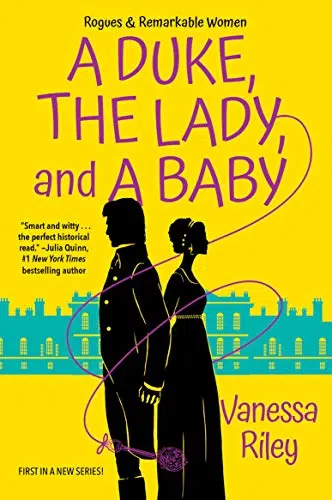 Rogues & Remarkable Women
A DUKE,
THE LADY,
and A BABY
"Smart and witty . . .
the perfect historical
read." –Julia Quinn,
#1 New York Times
bestselling author
Vanessa
Riley
FIRST IN A NEW SERIES!